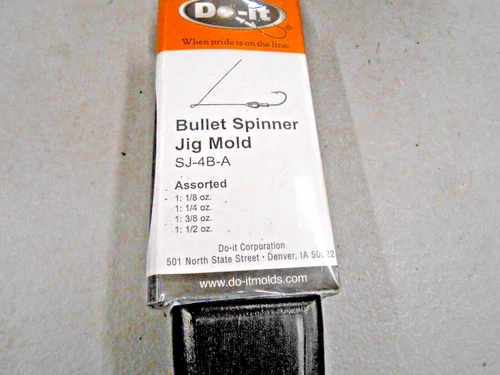 Do-it
®
When pride is on the line.
Bullet Spinner
Jig Mold
SJ-4B-A
Assorted
1: 1/8 oz.
1: 1/4 oz.
1: 3/8 oz.
1: 1/2 oz.
Do-it Corporation
501 North State Street • Denver, IA
www.do-itmolds.com